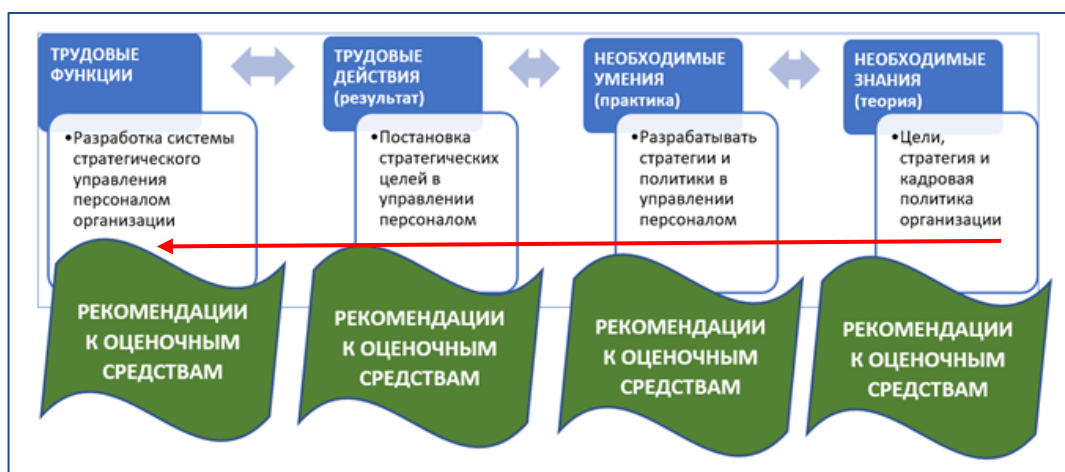 ТРУДОВЫЕ
ФУНКЦИИ
•Разработка системы
стратегического
управления
персоналом
организации
РЕКОМЕНДАЦИИ
К ОЦЕНОЧНЫМ
СРЕДСТВАМ
ТРУДОВЫЕ
ДЕЙСТВИЯ
(результат)
•Постановка
стратегических
целей в
управлении
персоналом
РЕКОМЕНДАЦИИ
К ОЦЕНОЧНЫМ
СРЕДСТВАМ
НЕОБХОДИМЫЕ
УМЕНИЯ
(практика)
•Разрабатывать
стратегии и
политики в
управлении
персоналом
РЕКОМЕНДАЦИИ
К ОЦЕНОЧНЫМ
СРЕДСТВАМ
НЕОБХОДИМЫЕ
ЗНАНИЯ
(теория)
•Цели,
стратегия и
кадровая
политика
организации
РЕКОМЕНДАЦИИ
К ОЦЕНОЧНЫМ
СРЕДСТВАМ